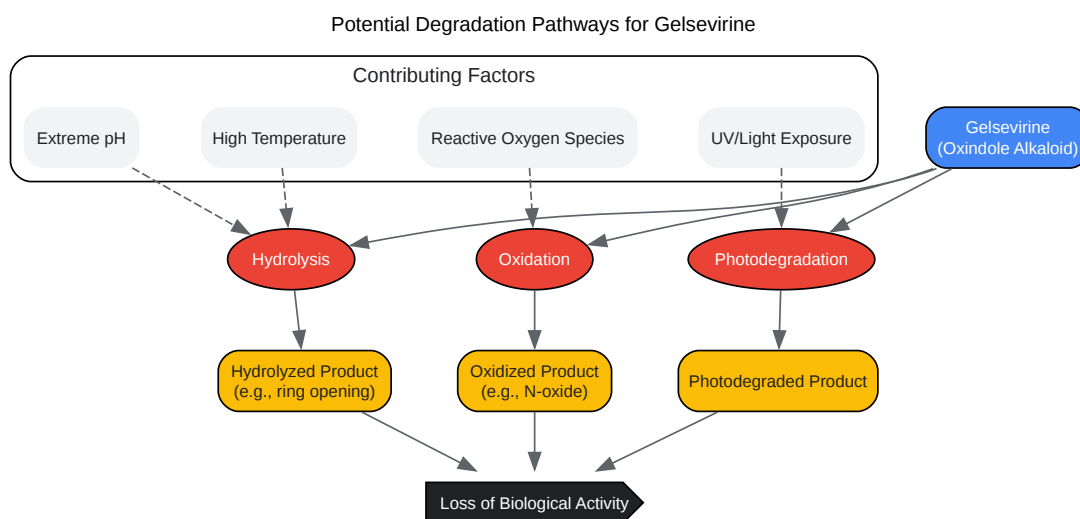 Potential Degradation Pathways for Gelsevirine
Contributing Factors
Extreme pH
High Temperature
Reactive Oxygen Species
UV/Light Exposure
Gelsevirine
(Oxindole Alkaloid)
Hydrolysis
Oxidation
Photodegradation
Hydrolyzed Product
(e.g., ring opening)
Oxidized Product
(e.g., N-oxide)
Photodegraded Product
Loss of Biological Activity